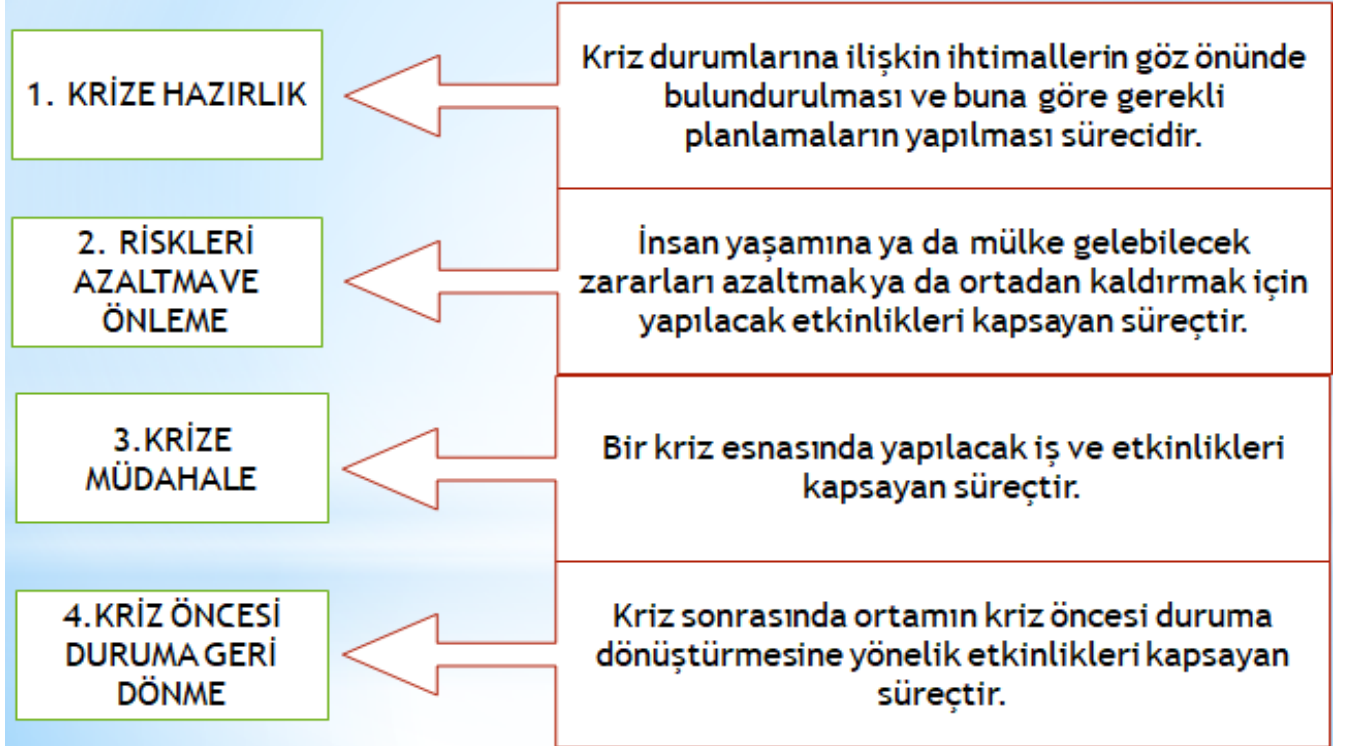 1. KRİZE HAZIRLIK
Kriz durumlarına ilişkin ihtimallerin göz önünde
bulundurulması ve buna göre gerekli
planlamaların yapılması sürecidir.
2. RİSKLERİ
AZALTMA VE
ÖNLEME
İnsan yaşamına ya da mülke gelebilecek
zararları azaltmak ya da ortadan kaldırmak için
yapılacak etkinlikleri kapsayan süreçtir.
3.KRİZE
MÜDAHALE
Bir kriz esnasında yapılacak iş ve etkinlikleri
kapsayan süreçtir.
4.KRİZ ÖNCESİ
DURUMA GERİ
DÖNME
Kriz sonrasında ortamın kriz öncesi duruma
dönüştürmesine yönelik etkinlikleri kapsayan
süreçtir.